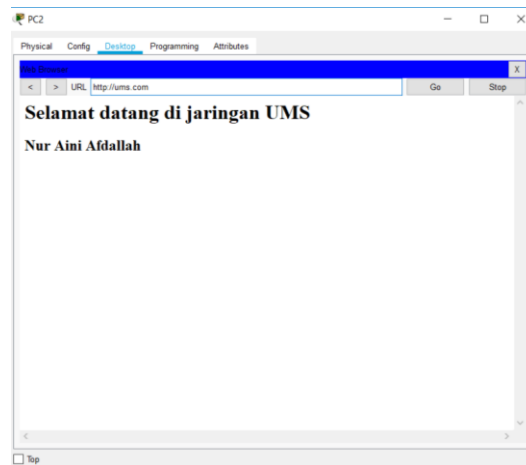 PC2
Physical Config Desktop Programming Attributes
Web Browser X
< > URL http://ums.com Go Stop
Selamat datang di jaringan UMS
Nur Aini Afdallah
Top